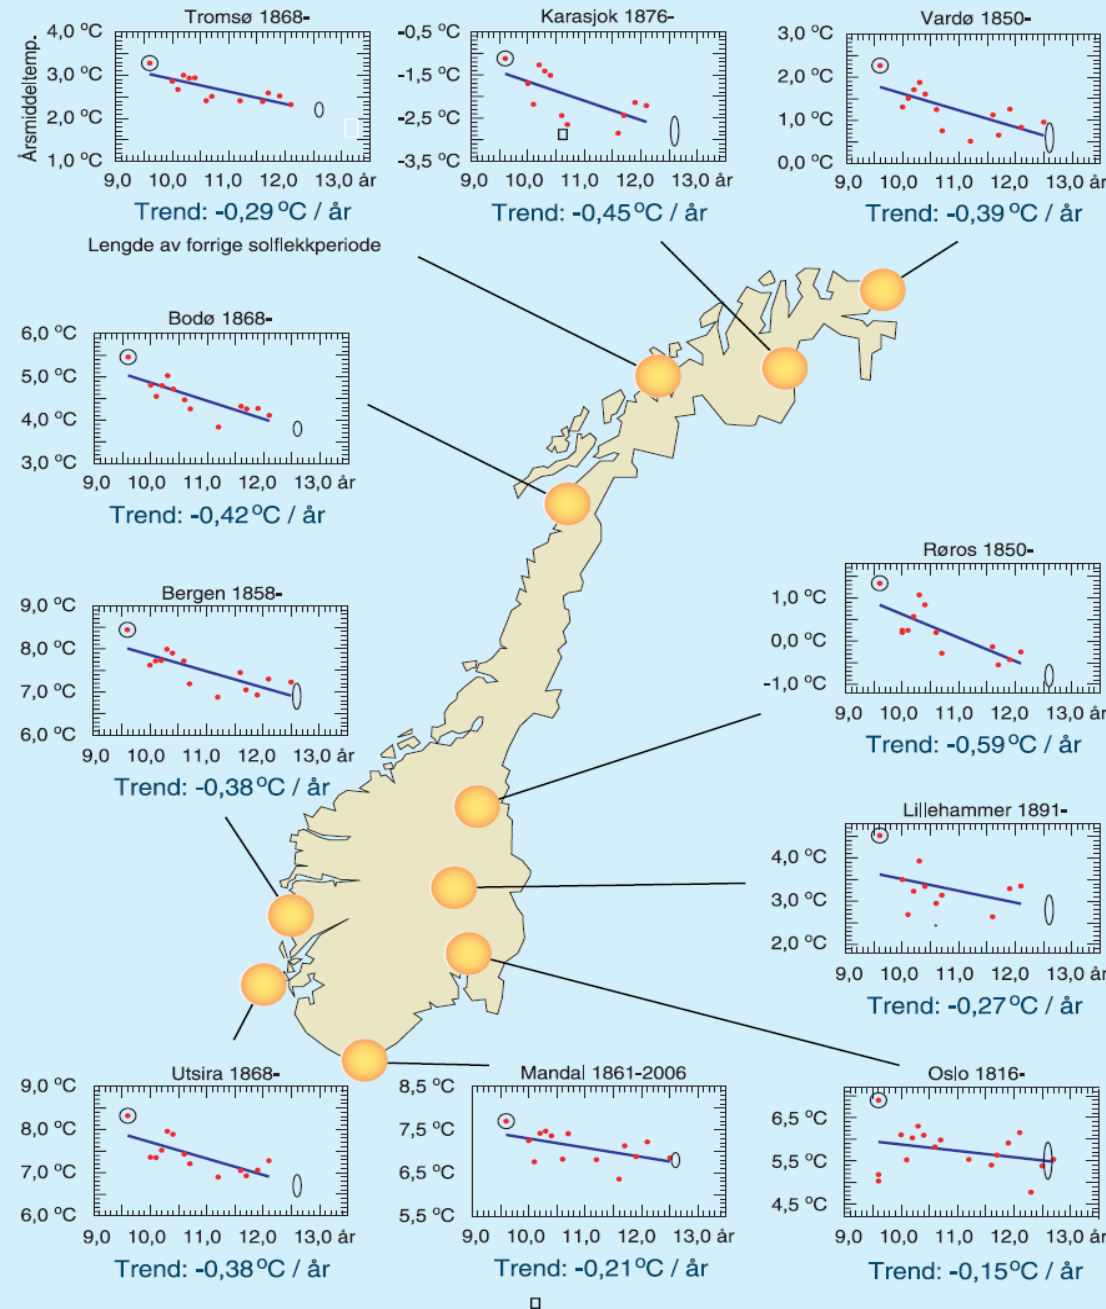 Tromsø 1868-
Årsmiddeltemp.
4,0 °C
3,0 °C
2,0 °C
1,0 °C
9,0 10,0 11,0 12,0 13,0 år
Trend: -0,29 °C / år
Lengde av forrige solflekkperiode
Karasjok 1876-
-0,5 °C
-1,5 °C
-2,5 °C
-3,5 °C
9,0 10,0 11,0 12,0 13,0 år
Trend: -0,45 °C / år
Vardø 1850-
3,0 °C
2,0 °C
1,0 °C
0,0 °C
9,0 10,0 11,0 12,0 13,0 år
Trend: -0,39 °C / år
Bodø 1868-
6,0 °C
5,0 °C
4,0 °C
3,0 °C
9,0 10,0 11,0 12,0 13,0 år
Trend: -0,42 °C / år
Bergen 1858-
9,0 °C
8,0 °C
7,0 °C
6,0 °C
9,0 10,0 11,0 12,0 13,0 år
Trend: -0,38 °C / år
Røros 1850-
1,0 °C
0,0 °C
-1,0 °C
9,0 10,0 11,0 12,0 13,0 år
Trend: -0,59 °C / år
Lillehammer 1891-
4,0 °C
3,0 °C
2,0 °C
9,0 10,0 11,0 12,0 13,0 år
Trend: -0,27 °C / år
Utsira 1868-
9,0 °C
8,0 °C
7,0 °C
6,0 °C
9,0 10,0 11,0 12,0 13,0 år
Trend: -0,38 °C / år
Mandal 1861-2006
8,5 °C
7,5 °C
6,5 °C
5,5 °C
9,0 10,0 11,0 12,0 13,0 år
Trend: -0,21 °C / år
Oslo 1816-
6,5 °C
5,5 °C
4,5 °C
9,0 10,0 11,0 12,0 13,0 år
Trend: -0,15 °C / år